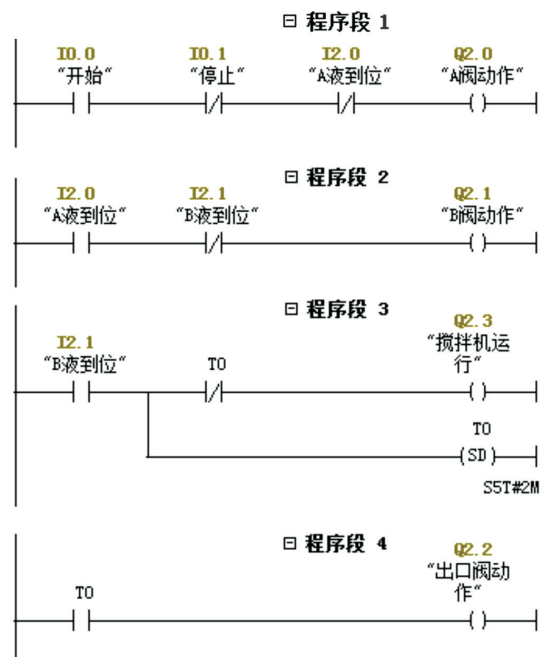 程序段 1
I0.0 I0.1 I2.0 Q2.0
“开始“ “停止“ “A液到位“ “A阀动作“
程序段 2
I2.0 I2.1 Q2.1
“A液到位“ “B液到位“ “B阀动作“
程序段 3
Q2.3
I2.1 “搅拌机运
“B液到位“ T0 行“
T0
SD
S5T#2M
程序段 4
Q2.2
“出口阀动
T0 作“